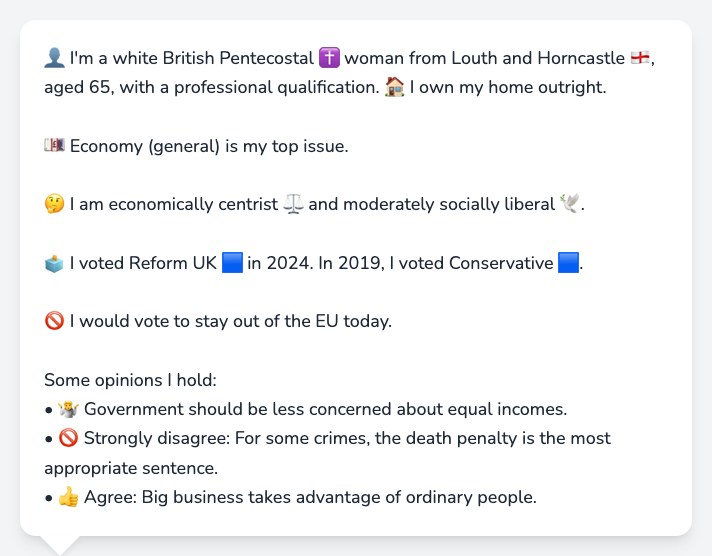 👤 I'm a white British Pentecostal ✝️ woman from Louth and Horncastle 🏴󠁧󠁢󠁥󠁮󠁧󠁿,
aged 65, with a professional qualification. 🏠 I own my home outright.
💷 Economy (general) is my top issue.
🤔 I am economically centrist ⚖️ and moderately socially liberal 🕊️.
🗳️ I voted Reform UK 🟦 in 2024. In 2019, I voted Conservative 🟦.
🚫 I would vote to stay out of the EU today.
Some opinions I hold:
• 🤷 Government should be less concerned about equal incomes.
• 🚫 Strongly disagree: For some crimes, the death penalty is the most
appropriate sentence.
• 👍 Agree: Big business takes advantage of ordinary people.